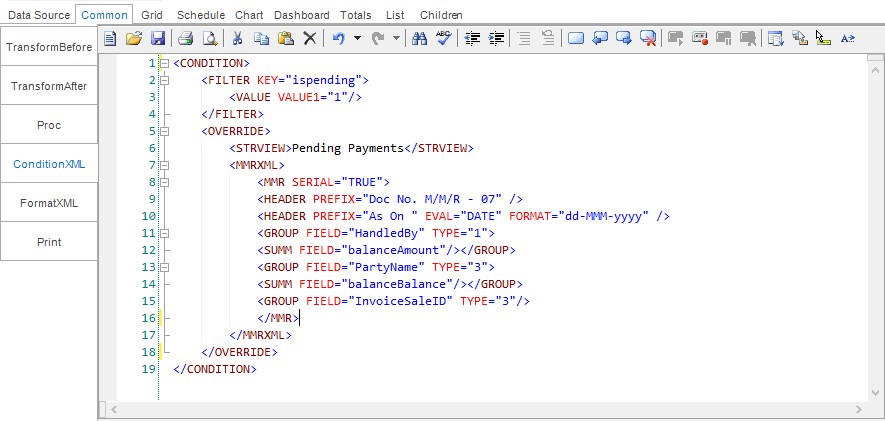 Data Source Common Grid Schedule Chart Dashboard Totals List Children
TransformBefore
TransformAfter
Proc
ConditionXML
FormatXML
Print
ABC
A
1 <CONDITION>
2 <FILTER KEY="ispending">
3 <VALUE VALUE1="1"/>
4 </FILTER>
5 <OVERRIDE>
6 <STRVIEW>Pending Payments</STRVIEW>
7 <MMRXML>
8 <MMR SERIAL="TRUE">
9 <HEADER PREFIX="Doc No. M/M/R - 07" />
10 <HEADER PREFIX="As On " EVAL="DATE" FORMAT="dd-MMM-yyyy" />
11 <GROUP FIELD="HandledBy" TYPE="1">
12 <SUMM FIELD="balanceAmount"/></GROUP>
13 <GROUP FIELD="PartyName" TYPE="3">
14 <SUMM FIELD="balanceBalance"/></GROUP>
15 <GROUP FIELD="InvoiceSaleID" TYPE="3"/>
16 </MMR>
17 </MMRXML>
18 </OVERRIDE>
19 </CONDITION>